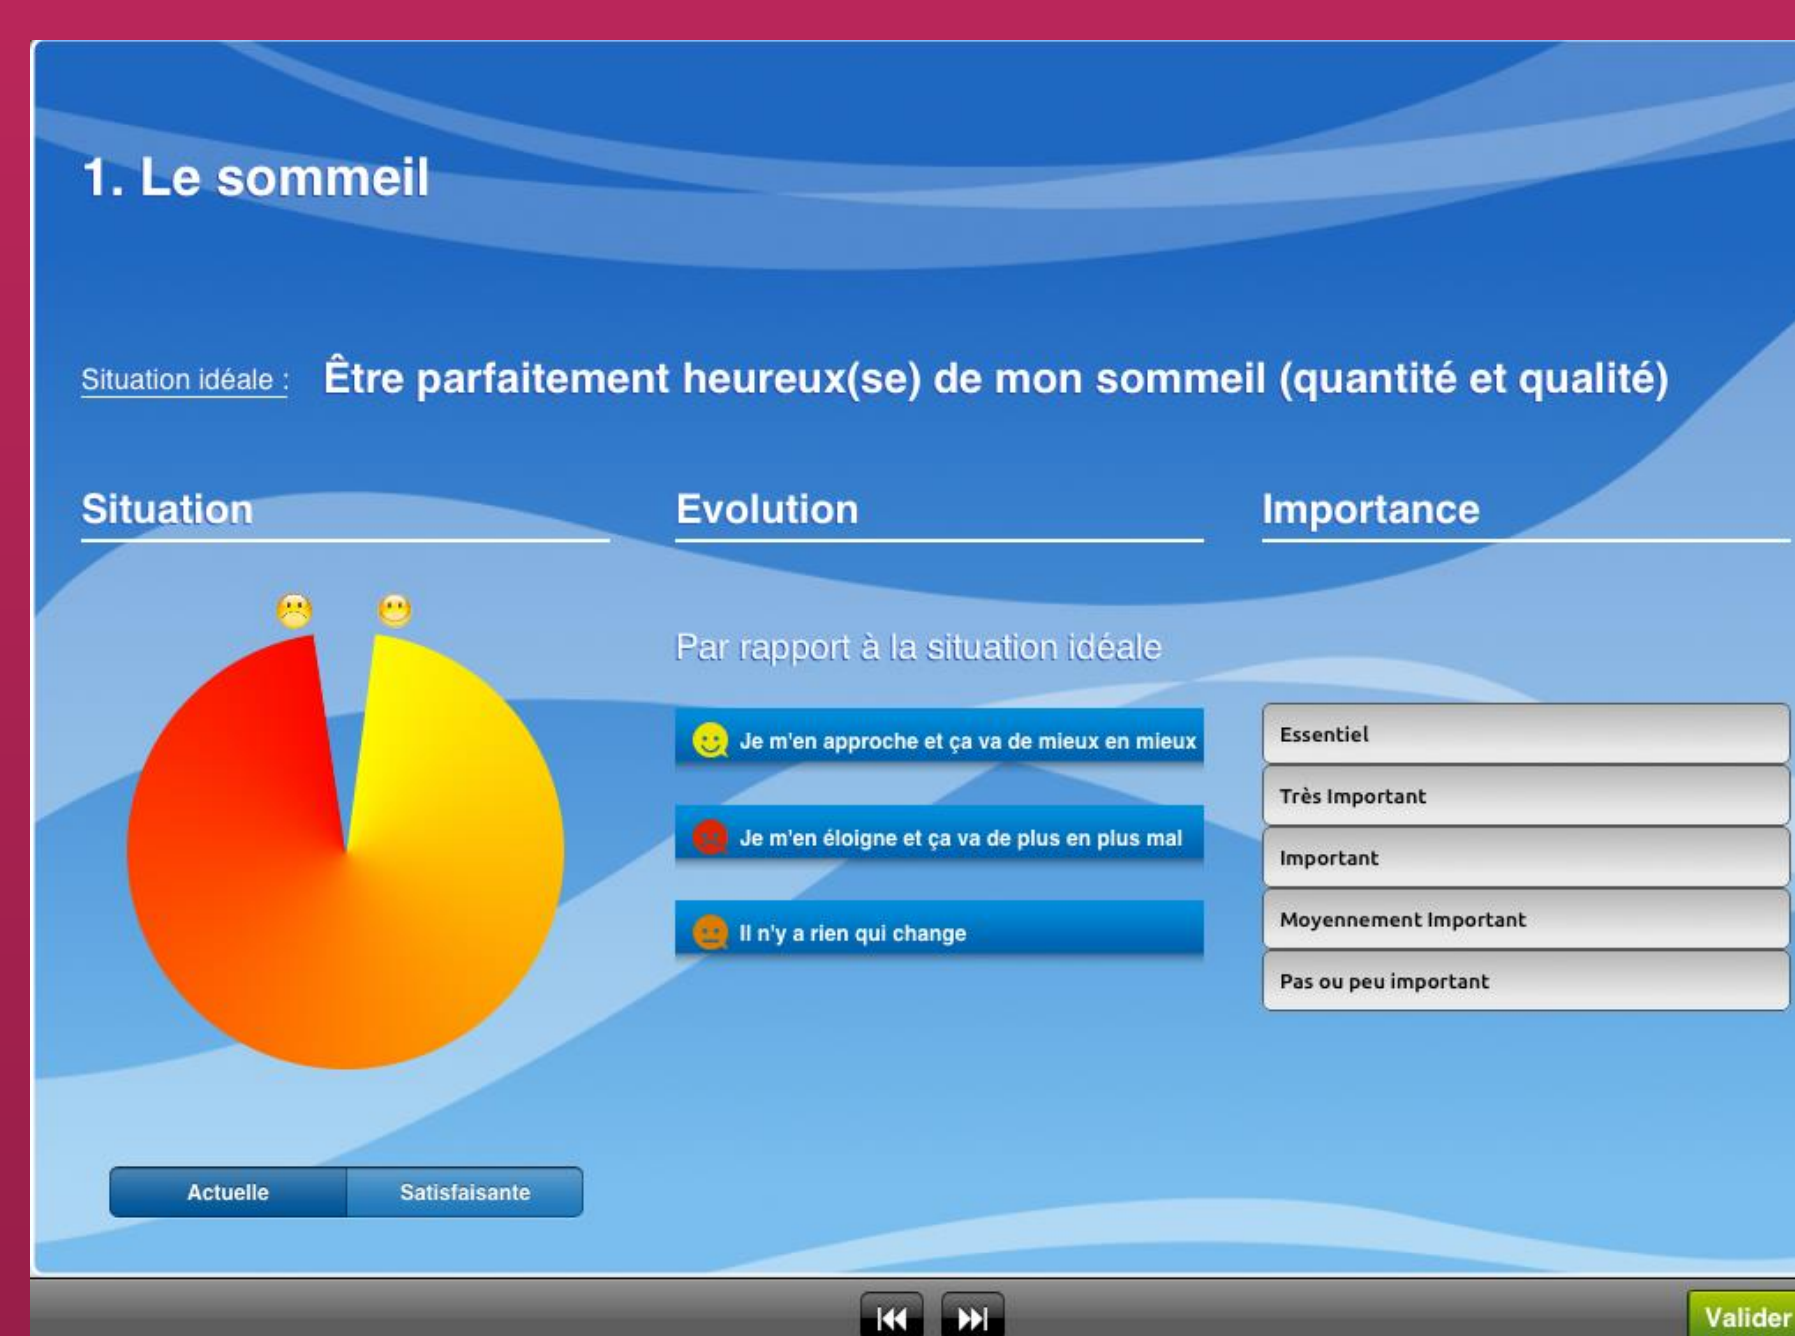 1. Le sommeil
Situation idéale : Être parfaitement heureux(se) de mon sommeil (quantité et qualité)
Situation
Evolution
Importance
Par rapport à la situation idéale
Je m'en approche et ça va de mieux en mieux
Je m'en éloigne et ça va de plus en plus mal
Il n'y a rien qui change
Essentiel
Très Important
Important
Moyennement Important
Pas ou peu important
Actuelle
Satisfaisante
Valider